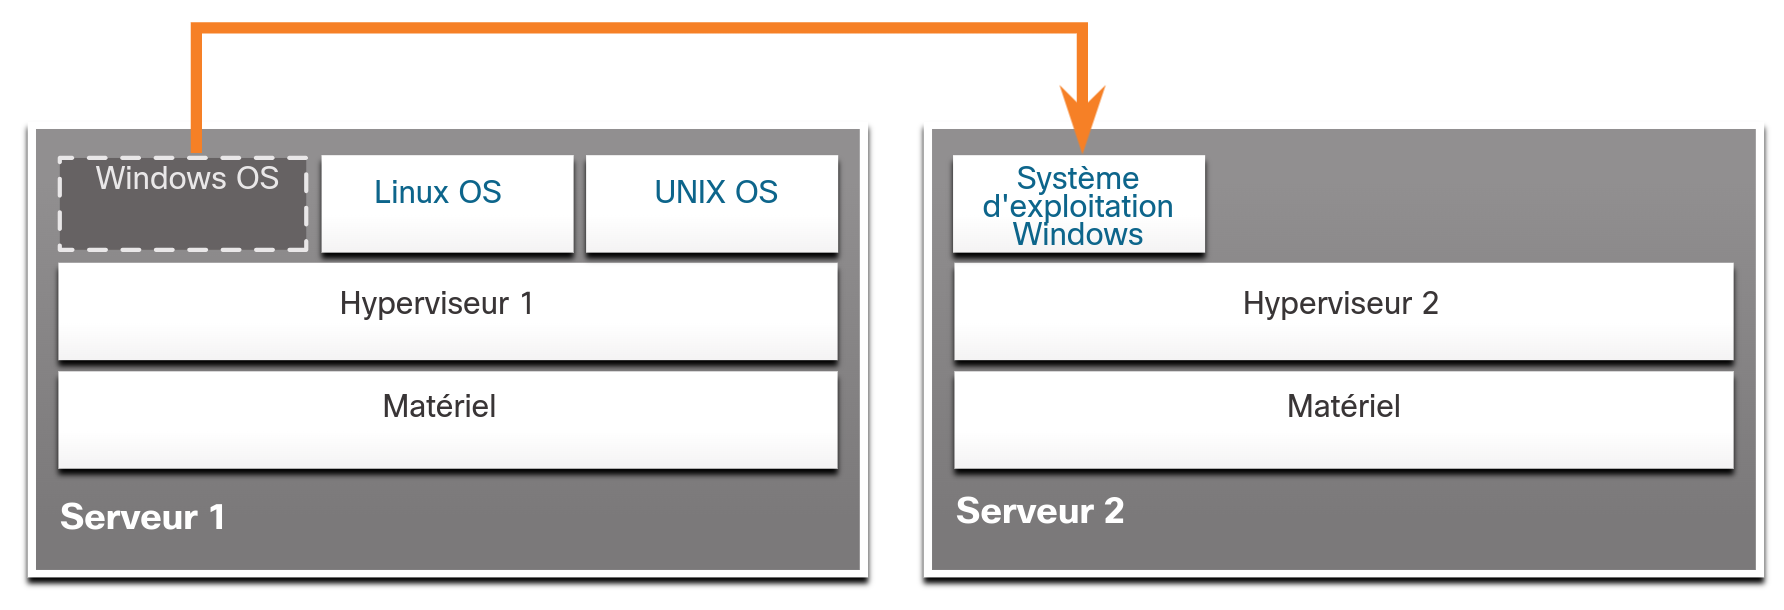 Windows OS
Linux OS
UNIX OS
Hyperviseur 1
Matériel
Serveur 1
Système
d'exploitation
Windows
Hyperviseur 2
Matériel
Serveur 2